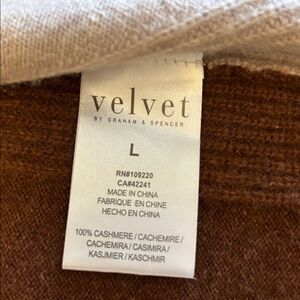 velvet
BY GRAHAM & SPENCER
L
RN#109220
CA#42241
MADE IN CHINA
FABRIQUE EN CHINE
HECHO EN CHINA
100% CASHMERE / CACHEMIRE /
CACHEMIRA / CASIMIRA /
KASJMIER / KASCHMIR